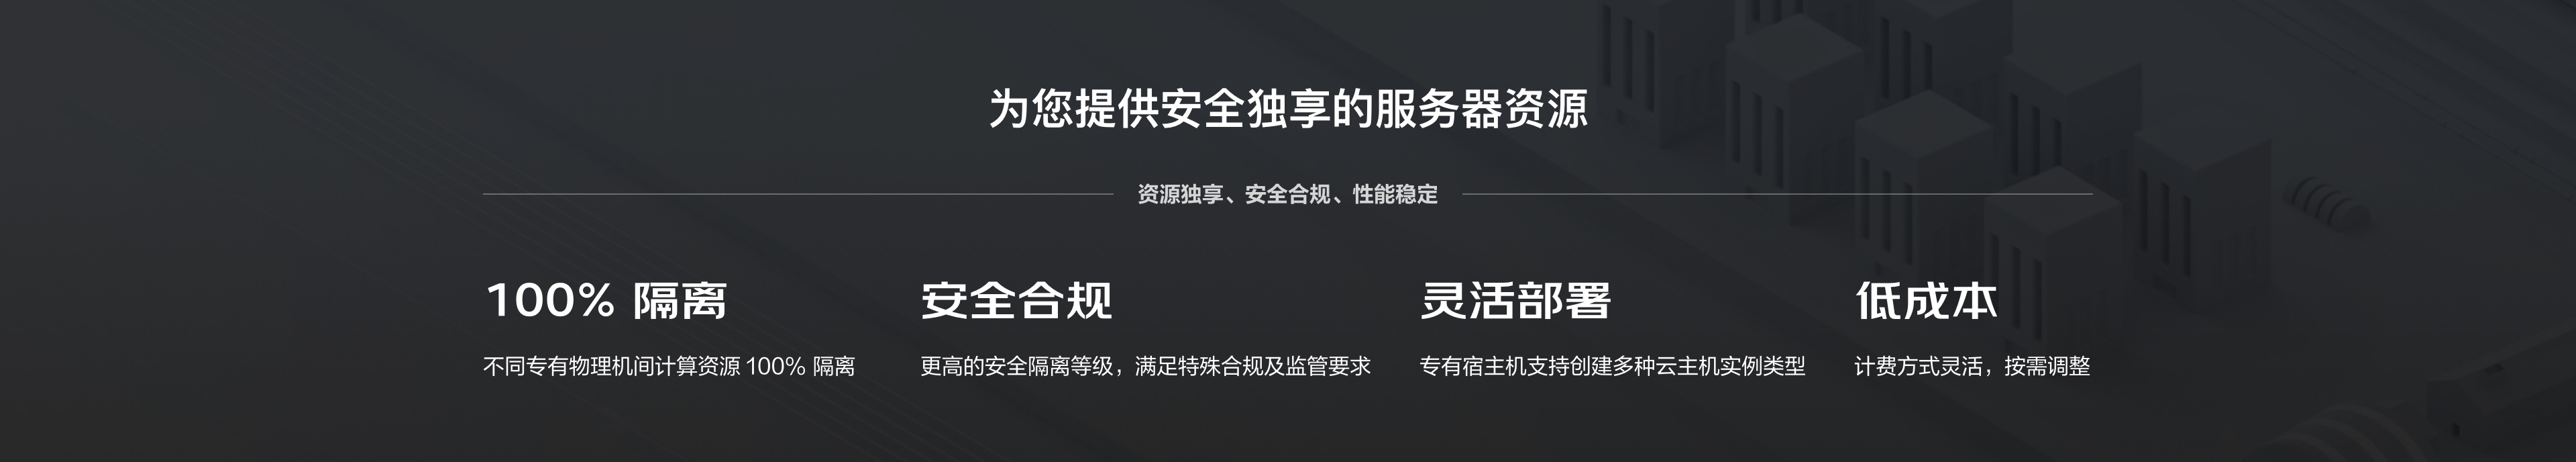 为您提供安全独享的服务器资源
资源独享、安全合规、性能稳定
100% 隔离
不同专有物理机间计算资源 100% 隔离
安全合规
更高的安全隔离等级，满足特殊合规及监管要求
灵活部署
专有宿主机支持创建多种云主机实例类型
低成本
计费方式灵活，按需调整